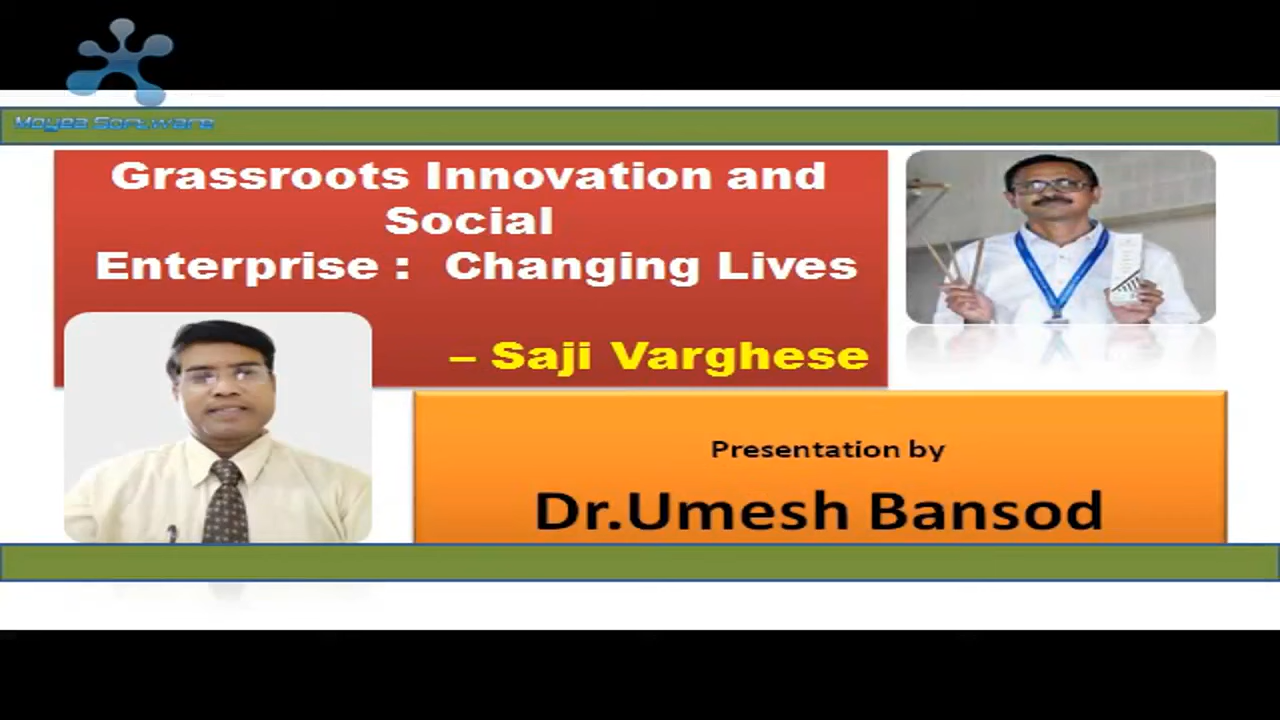 Moyea Software
Grassroots Innovation and
Social
Enterprise : Changing Lives
– Saji Varghese
Presentation by
Dr.Umesh Bansod